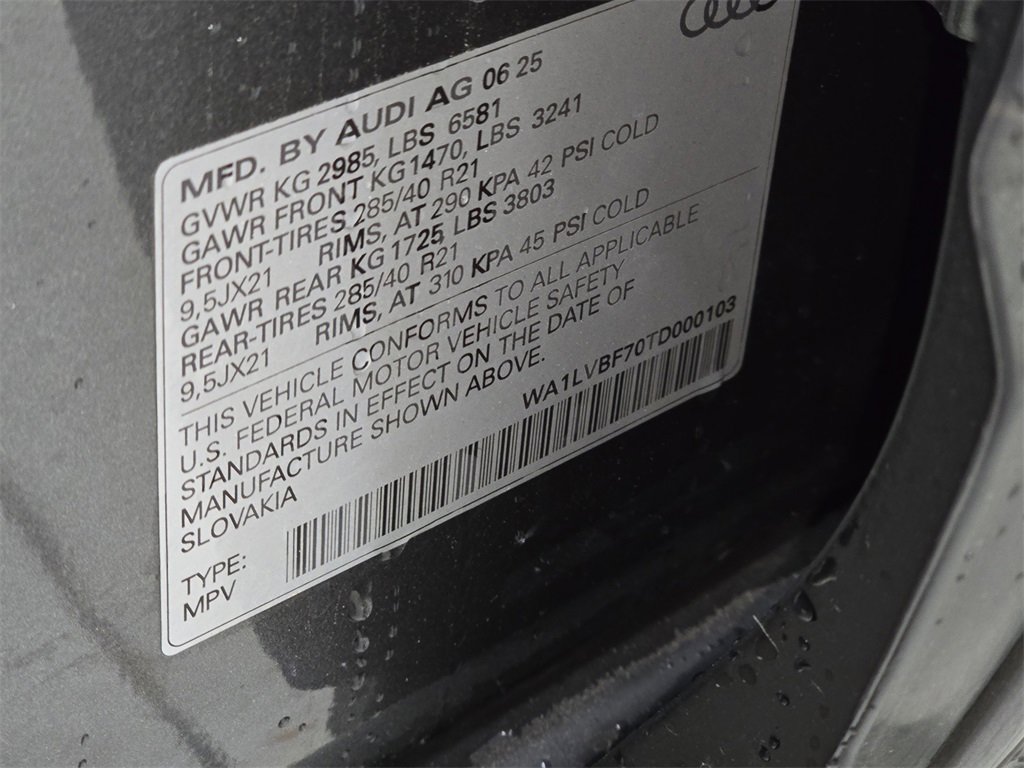 MFD. BY AUDI AG 06 25
GVWR KG 2985, LBS 6581
GAWR FRONT KG1470, LBS 3241
FRONT-TIRES 285/40 R21
9,5JX21 RIMS, AT 290 KPA 42 PSI COLD
GAWR REAR KG 1725, LBS 3803
REAR-TIRES 285/40 R21
9,5JX21 RIMS, AT 310 KPA 45 PSI COLD
THIS VEHICLE CONFORMS TO ALL APPLICABLE
U.S. FEDERAL MOTOR VEHICLE SAFETY
STANDARDS IN EFFECT ON THE DATE OF
MANUFACTURE SHOWN ABOVE.
SLOVAKIA WA1LVBF70TD000103
TYPE:
MPV